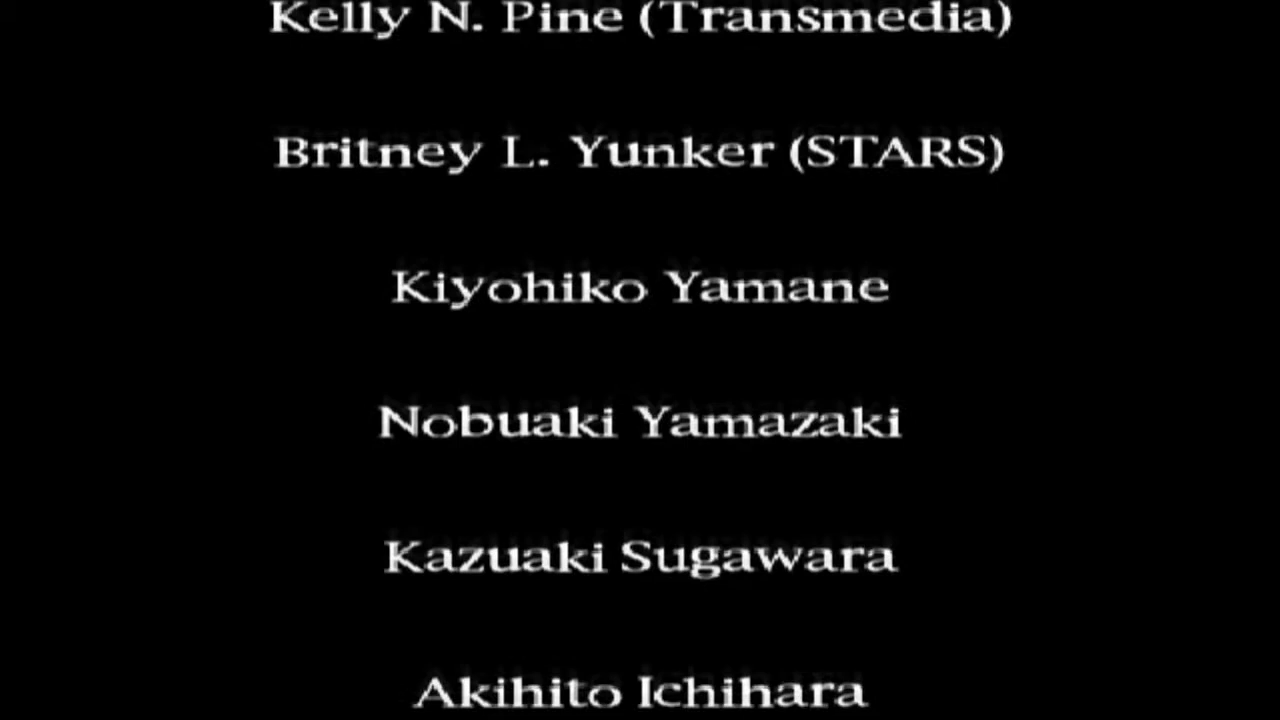 Kelly N. Pine (Transmedia)
Britney L. Yunker (STARS)
Kiyohiko Yamane
Nobuaki Yamazaki
Kazuaki Sugawara
Akihito Ichihara